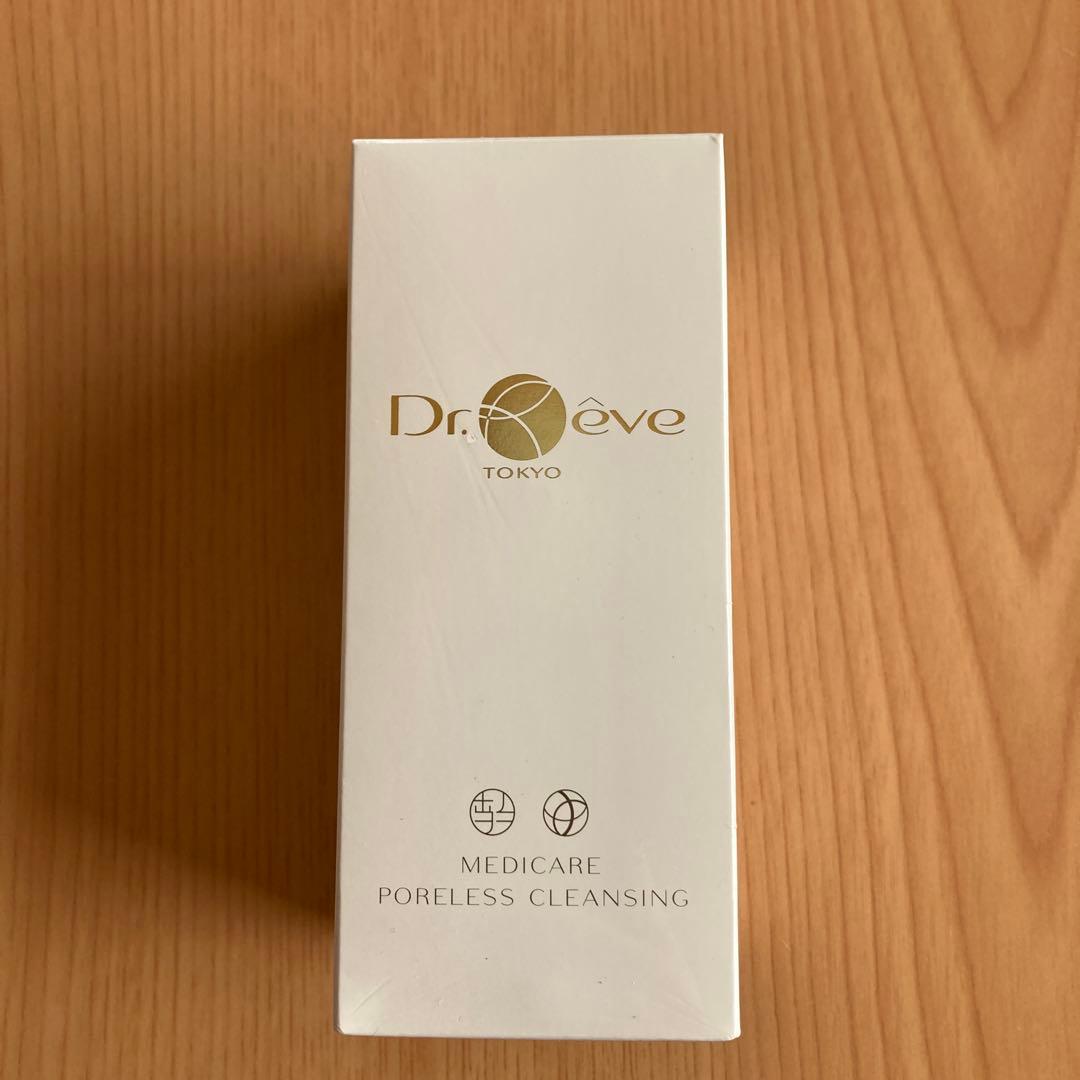 Dr. Rêve
TOKYO
MEDICARE
PORELESS CLEANSING